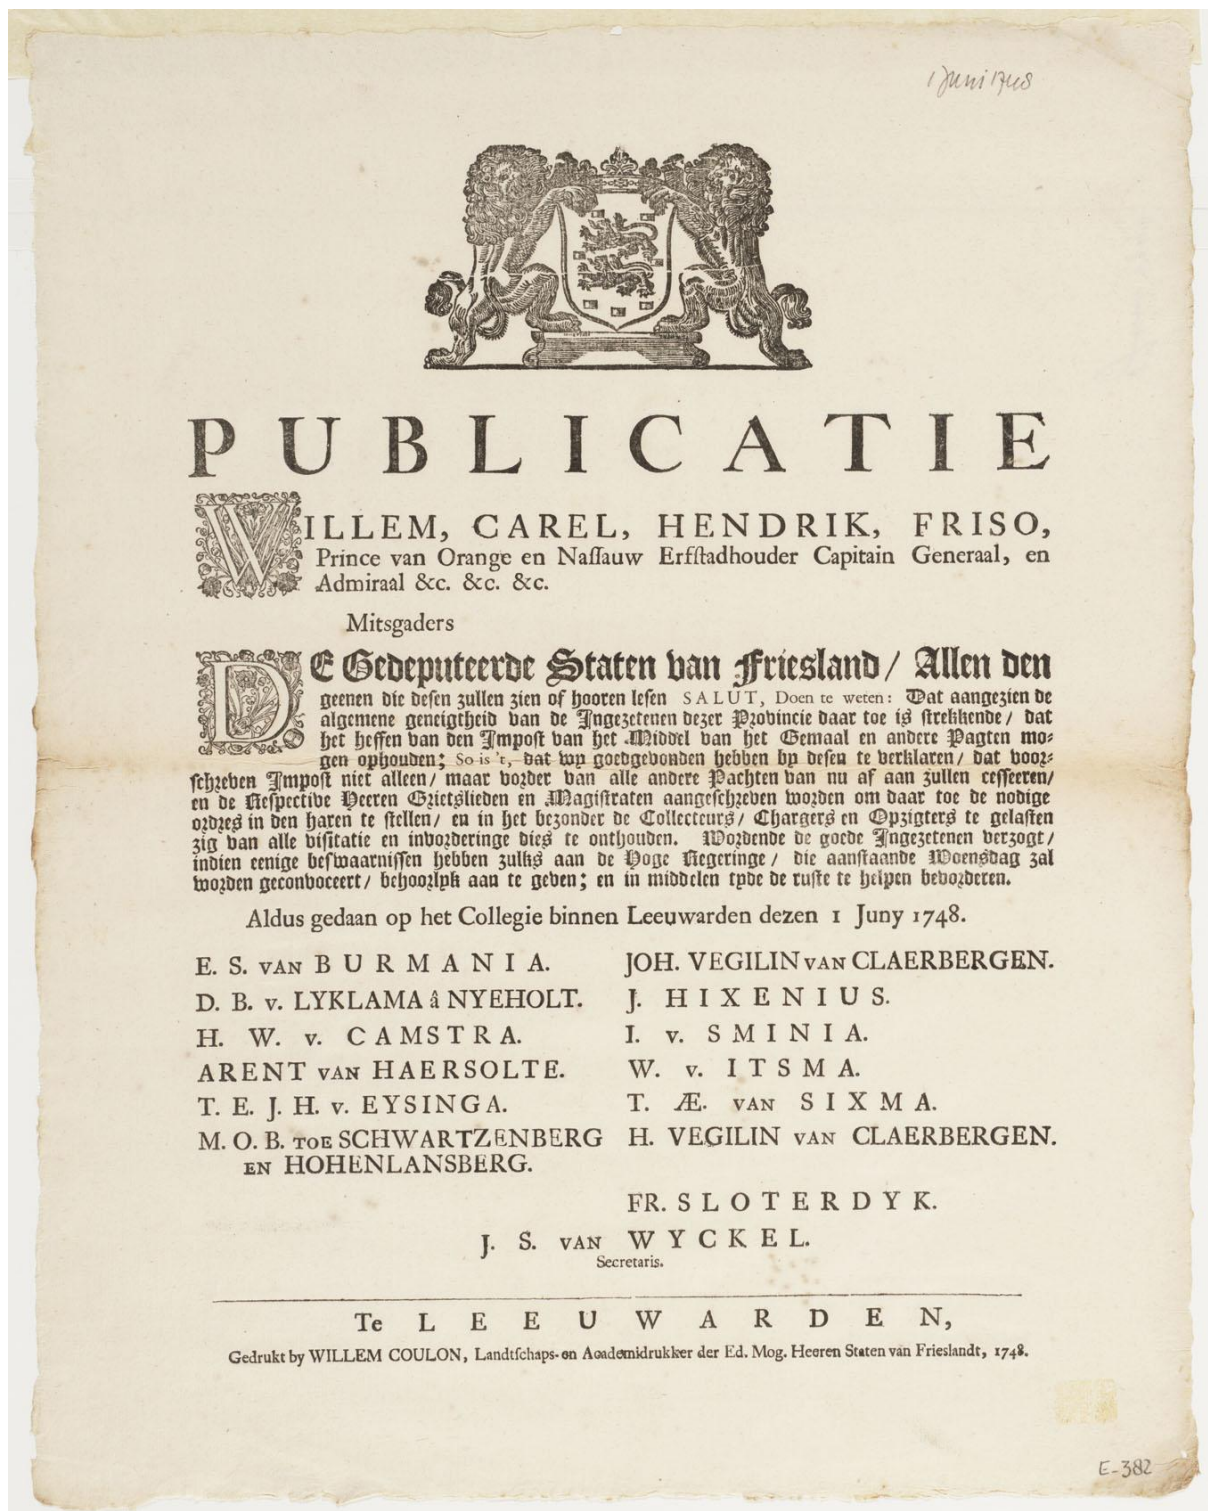 1 Juni 1748
PUBLICATIE
WILLEM, CAREL, HENDRIK, FRISO,
Prince van Orange en Naſſauw Erfſtadhouder Capitain Generaal, en
Admiraal &c. &c. &c.
Mitsgaders
DE Gedeputeerde Staten van Friesland / Allen den
geenen die desen zullen zien of hooren lesen SALUT, Doen te weten: Dat aangezien de
algemene geneigtheid van de Ingezetenen dezer Provincie daar toe is strekkende / dat
het heffen van den Impost van het Middel van het Gemaal en andere Pagten mo-
gen ophouden; So is 't, dat wy goedgevonden hebben by desen te verklaren / dat voor-
schreven Impost niet alleen / maar vorder van alle andere Pachten van nu af aan zullen cesseeren /
en de Respective Heeren Grietslieden en Magistraten aangeschreven worden om daar toe de nodige
ordres in den haren te stellen / en in het bezonder de Collecteurs / Chargers en Opzigters te gelasten
zig van alle visitatie en invorderinge dies te onthouden. Wordende de goede Ingezetenen verzogt /
indien eenige beswaarnissen hebben zulks aan de Hoge Regeringe / die aanstaande Woensdag zal
worden geconvoceert / behoorlyk aan te geven; en in middelen tyde de ruste te helpen bevorderen.
Aldus gedaan op het Collegie binnen Leeuwarden dezen 1 Juny 1748.
E. S. VAN BURMANIA. JOH. VEGILIN VAN CLAERBERGEN.
D. B. v. LYKLAMA â NYEHOLT. J. HIXENIUS.
H. W. v. CAMSTRA. I. v. SMINIA.
ARENT VAN HAERSOLTE. W. v. ITSMA.
T. E. J. H. v. EYSINGA. T. Æ. VAN SIXMA.
M. O. B. TOE SCHWARTZENBERG H. VEGILIN VAN CLAERBERGEN.
EN HOHENLANSBERG.
FR. SLOTERDYK.
J. S. VAN WYCKEL.
Secretaris.
Te LEEUWARDEN,
Gedrukt by WILLEM COULON, Landtſchaps- en Academidrukker der Ed. Mog. Heeren Staten van Frieslandt, 1748.
E-382